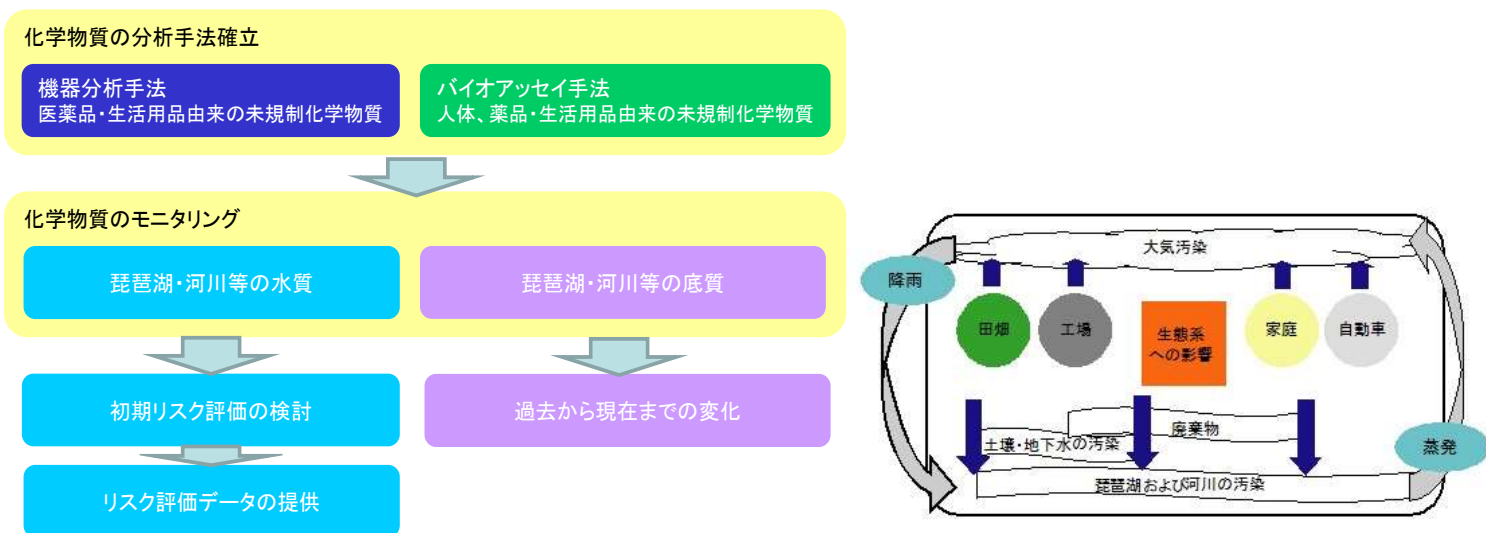 化学物質の分析手法確立
機器分析手法
医薬品・生活用品由来の未規制化学物質
バイオアッセイ手法
人体、薬品・生活用品由来の未規制化学物質
化学物質のモニタリング
琵琶湖・河川等の水質
琵琶湖・河川等の底質
初期リスク評価の検討
過去から現在までの変化
リスク評価データの提供
大気汚染
降雨
田畑
工場
生態系
への影響
家庭
自動車
廃棄物
土壌・地下水の汚染
蒸発
琵琶湖および河川の汚染